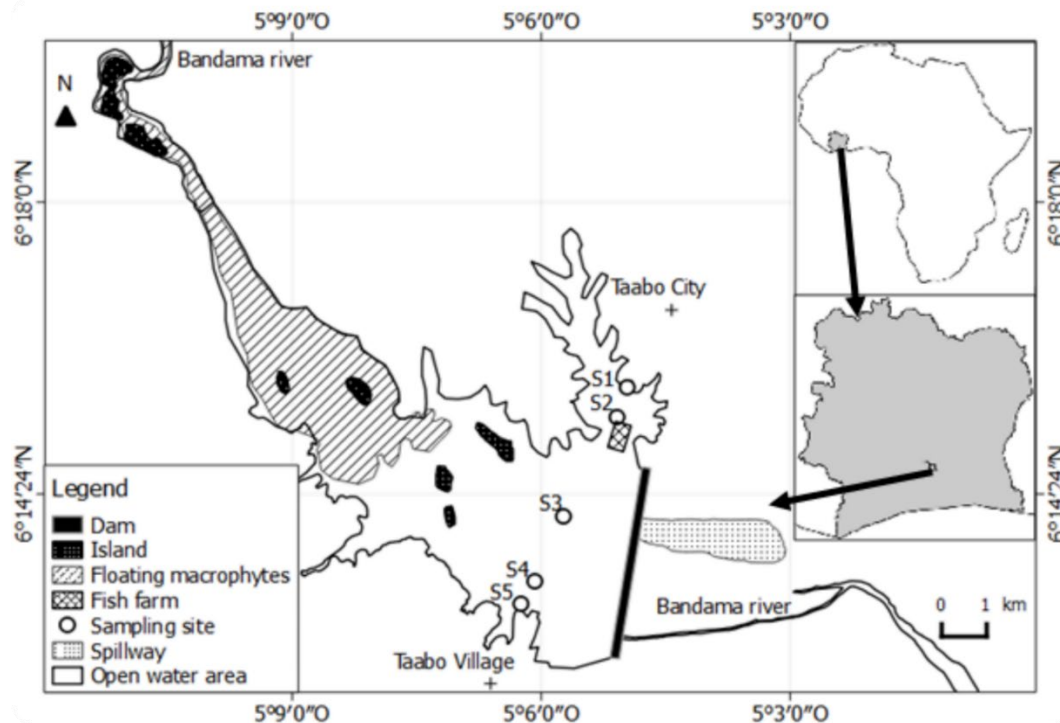 5°9'0"O 5°6'0"O 5°3'0"O
Bandama river
N
6°18'0"N 6°18'0"N
Taabo City
S1
S2
6°14'24"N 6°14'24"N
S3
S4
S5
Bandama river
0 1 km
Taabo Village
Legend
Dam
Island
Floating macrophytes
Fish farm
Sampling site
Spillway
Open water area
5°9'0"O 5°6'0"O 5°3'0"O